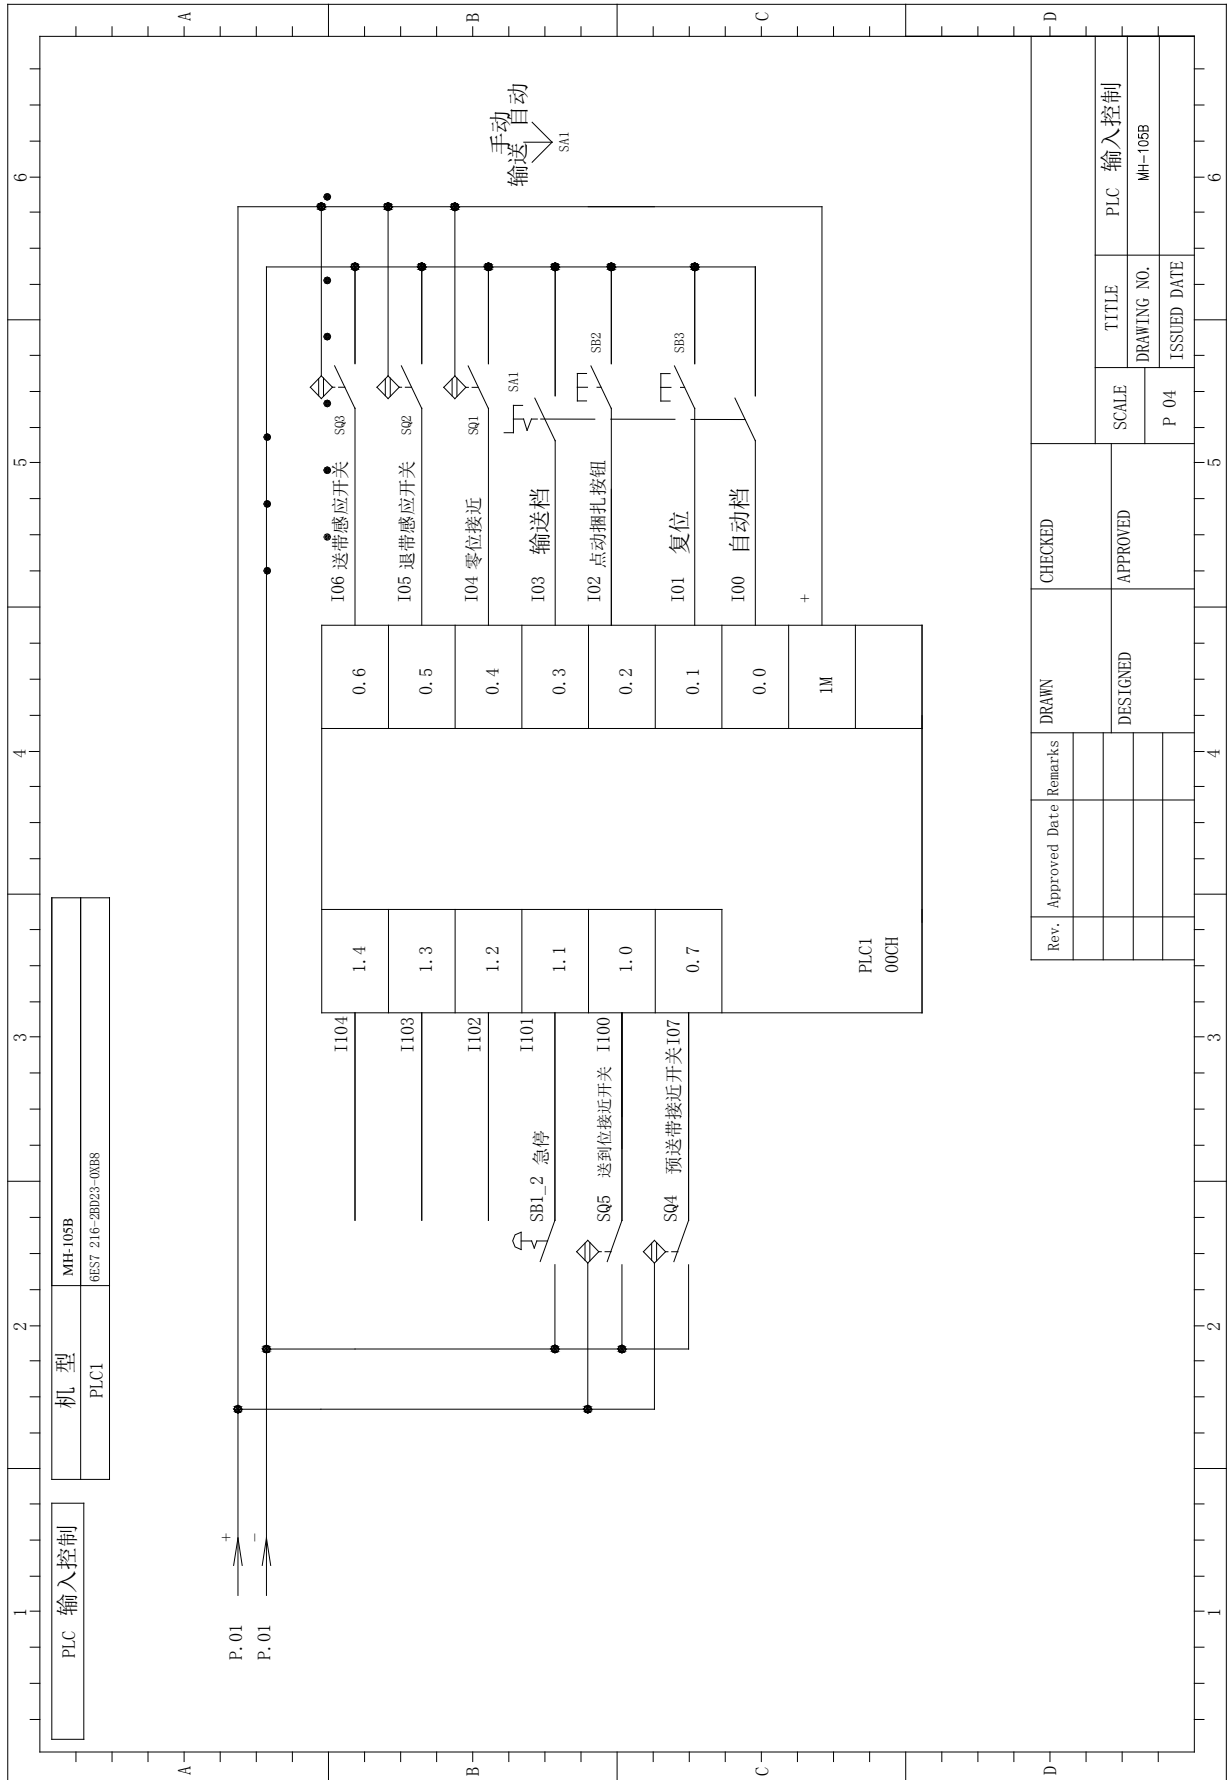 1 2 3 4 5 6
A
B
C
D
PLC 输入控制
机 型 MH-105B
PLC1 6ES7 216-2BD23-0XB8
P.01 +
P.01 -
I104 1.4
I103 1.3
I102 1.2
SB1_2 急停 I101 1.1
SQ5 送到位接近开关 I100 1.0
SQ4 预送带接近开关I07 0.7
PLC1
00CH
0.6 I06 送带感应开关 SQ3
0.5 I05 退带感应开关 SQ2
0.4 I04 零位接近 SQ1
0.3 I03 输送档 SA1
0.2 I02 点动捆扎按钮 SB2
0.1 I01 复位 SB3
0.0 I00 自动档
1M +
手动
输送 自动
SA1
Rev. Approved Date Remarks
DRAWN
CHECKED
DESIGNED
APPROVED
SCALE
P 04
TITLE PLC 输入控制
DRAWING NO. MH-105B
ISSUED DATE
A
B
C
D
1 2 3 4 5 6